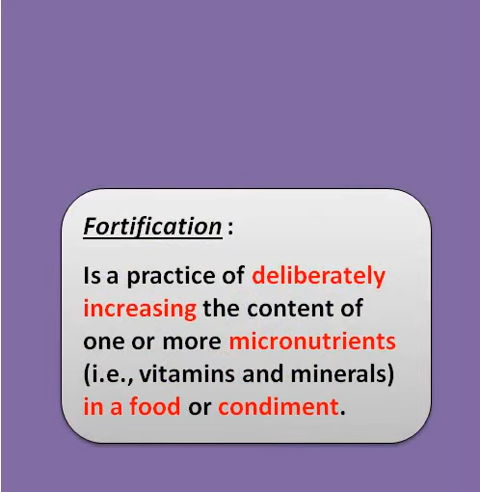 Fortification :
Is a practice of deliberately
increasing the content of
one or more micronutrients
(i.e., vitamins and minerals)
in a food or condiment.